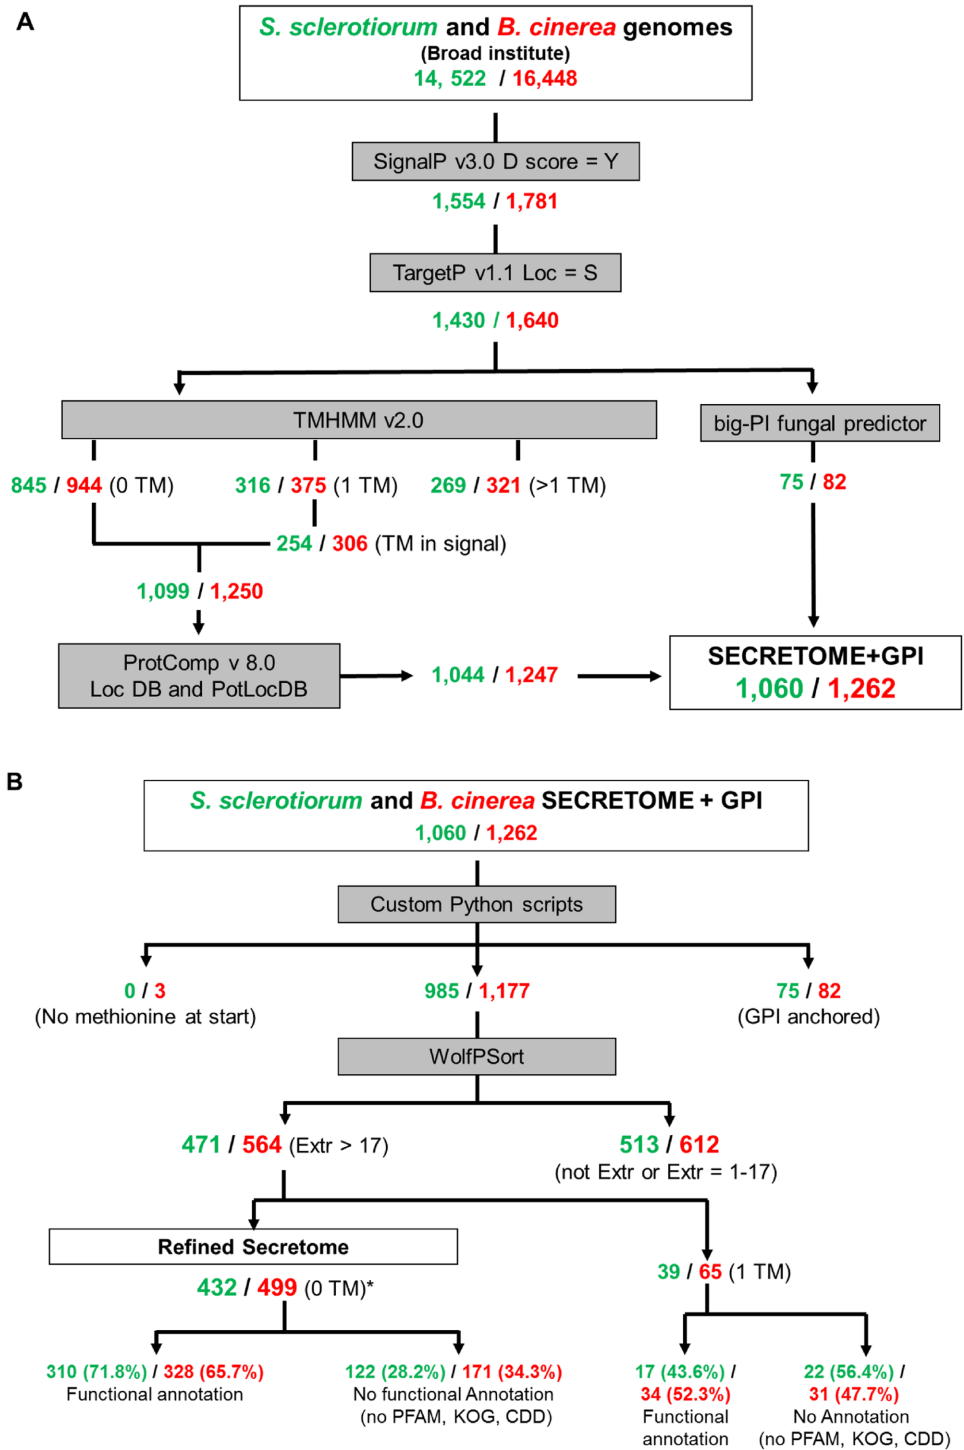 A
S. sclerotiorum and B. cinerea genomes
(Broad institute)
14, 522 / 16,448
SignalP v3.0 D score = Y
1,554 / 1,781
TargetP v1.1 Loc = S
1,430 / 1,640
TMHMM v2.0
big-PI fungal predictor
845 / 944 (0 TM)
316 / 375 (1 TM)
269 / 321 (>1 TM)
75 / 82
254 / 306 (TM in signal)
1,099 / 1,250
ProtComp v 8.0
Loc DB and PotLocDB
1,044 / 1,247
SECRETOME+GPI
1,060 / 1,262
B
S. sclerotiorum and B. cinerea SECRETOME + GPI
1,060 / 1,262
Custom Python scripts
0 / 3
(No methionine at start)
985 / 1,177
75 / 82
(GPI anchored)
WolfPSort
471 / 564 (Extr > 17)
513 / 612
(not Extr or Extr = 1-17)
Refined Secretome
432 / 499 (0 TM)*
39 / 65 (1 TM)
310 (71.8%) / 328 (65.7%)
Functional annotation
122 (28.2%) / 171 (34.3%)
No functional Annotation
(no PFAM, KOG, CDD)
17 (43.6%) /
34 (52.3%)
Functional
annotation
22 (56.4%) /
31 (47.7%)
No Annotation
(no PFAM, KOG, CDD)